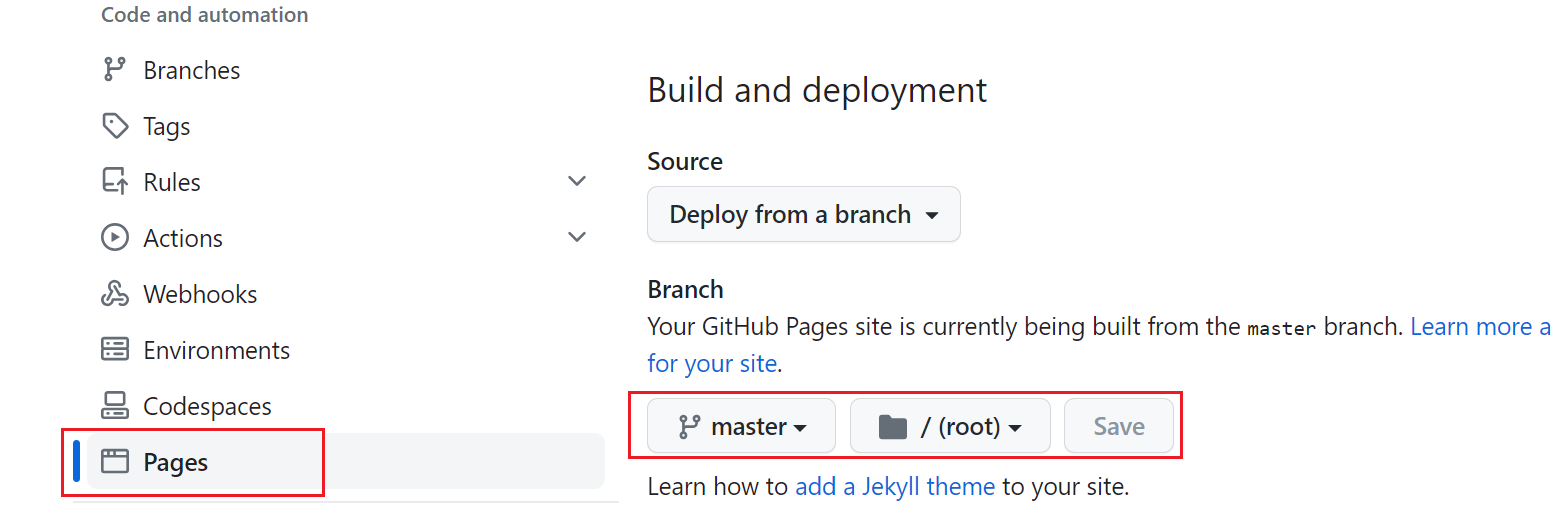 Code and automation
Branches
Tags
Rules
Actions
Webhooks
Environments
Codespaces
Pages
Build and deployment
Source
Deploy from a branch
Branch
Your GitHub Pages site is currently being built from the master branch. Learn more a
for your site.
master
/ (root)
Save
Learn how to add a Jekyll theme to your site.